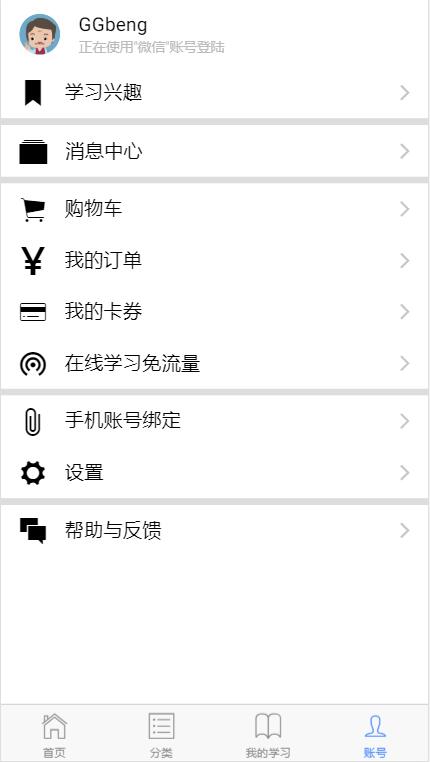 GGbeng
正在使用"微信"账号登陆
学习兴趣
消息中心
购物车
我的订单
我的卡券
在线学习免流量
手机账号绑定
设置
帮助与反馈
首页 分类 我的学习 账号